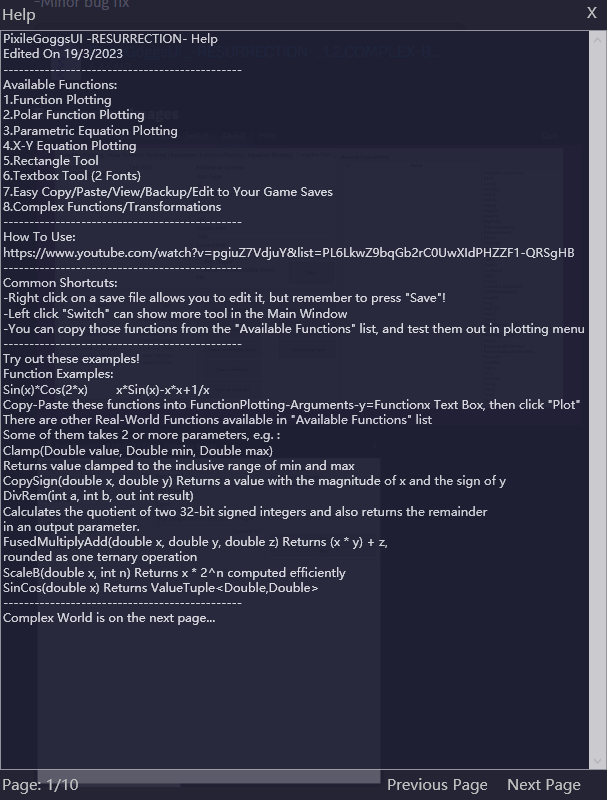 -Minor bug fix
Help
X
PixileGoggsUI -RESURRECTION- Help
Edited On 19/3/2023
------------------------------------------
Available Functions:
1.Function Plotting
2.Polar Function Plotting
3.Parametric Equation Plotting
4.X-Y Equation Plotting
5.Rectangle Tool
6.Textbox Tool (2 Fonts)
7.Easy Copy/Paste/View/Backup/Edit to Your Game Saves
8.Complex Functions/Transformations
------------------------------------------
How To Use:
https://www.youtube.com/watch?v=pgiuZ7VdjuY&list=PL6LkwZ9bqGb2rC0UwXIdPHZZF1-QRSgHB
------------------------------------------
Common Shortcuts:
-Right click on a save file allows you to edit it, but remember to press "Save"!
-Left click "Switch" can show more tool in the Main Window
-You can copy those functions from the "Available Functions" list, and test them out in plotting menu
------------------------------------------
Try out these examples!
Function Examples:
Sin(x)*Cos(2*x)        x*Sin(x)-x*x+1/x
Copy-Paste these functions into FunctionPlotting-Arguments-y=Functionx Text Box, then click "Plot"
There are other Real-World Functions available in "Available Functions" list
Some of them takes 2 or more parameters, e.g. :
Clamp(Double value, Double min, Double max)
Returns value clamped to the inclusive range of min and max
CopySign(double x, double y) Returns a value with the magnitude of x and the sign of y
DivRem(int a, int b, out int result)
Calculates the quotient of two 32-bit signed integers and also returns the remainder
in an output parameter.
FusedMultiplyAdd(double x, double y, double z) Returns (x * y) + z,
rounded as one ternary operation
ScaleB(double x, int n) Returns x * 2^n computed efficiently
SinCos(double x) Returns ValueTuple<Double,Double>
------------------------------------------
Complex World is on the next page...
Page: 1/10
Previous Page
Next Page